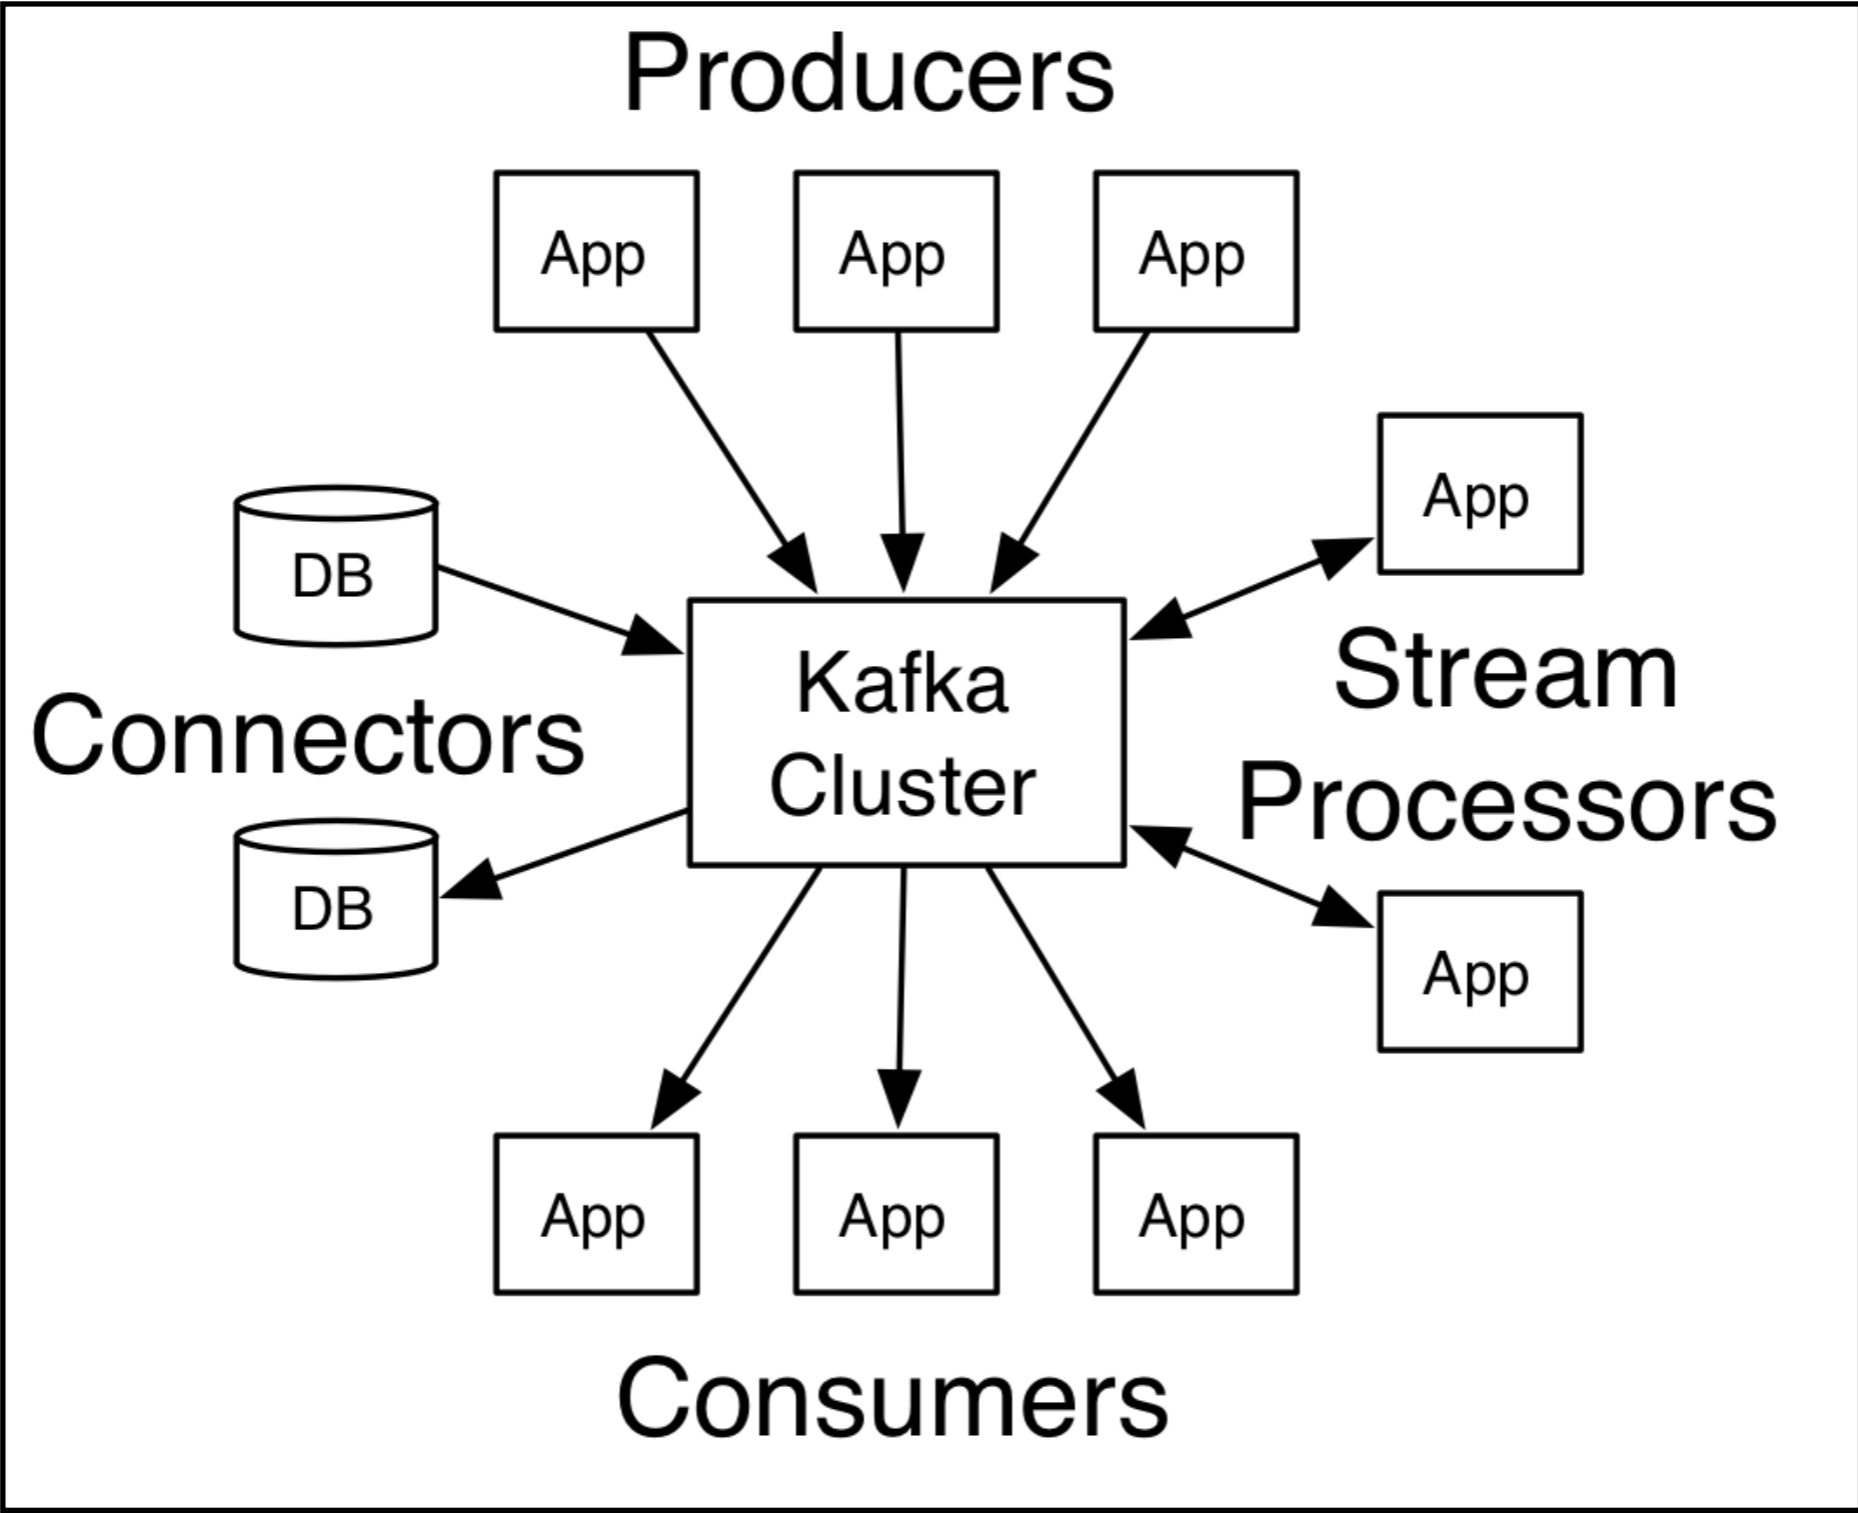 Producers
App
App
App
App
DB
Stream
Kafka
Connectors
Cluster
Processors
DB
App
App
App
App
Consumers